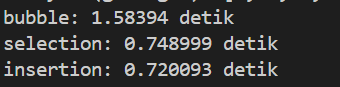 bubble: 1.58394 detik
selection: 0.748999 detik
insertion: 0.720093 detik